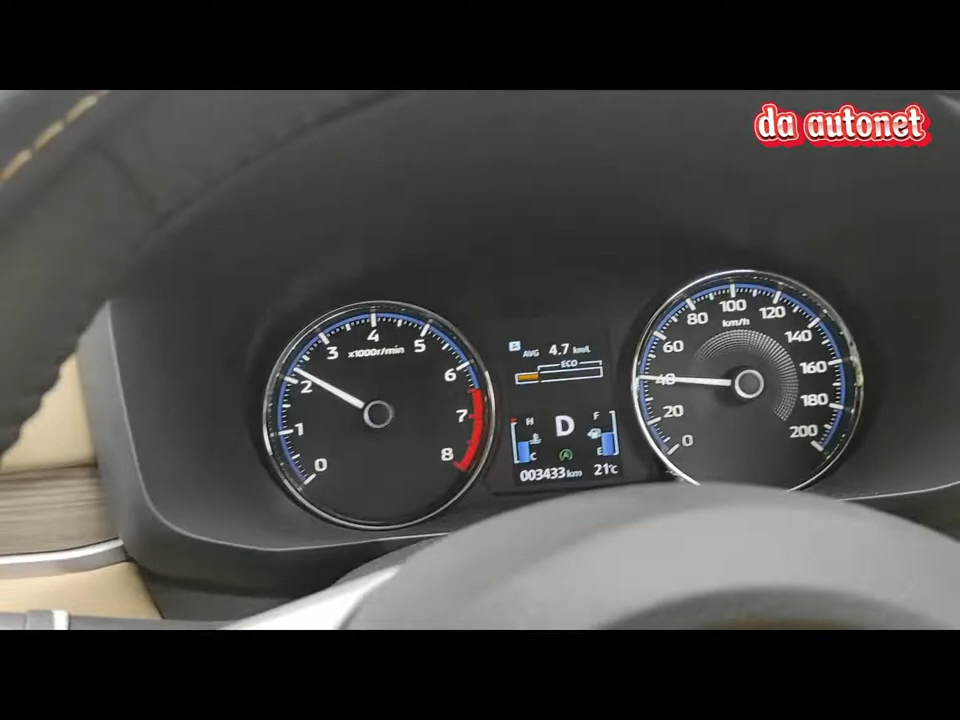 da autonet
0 1 2 3 4 5 6 7 8
x1000r/min
AVG 4.7 km/L
ECO
H
C
D
A
F
E
003433 km 21°C
0 20 40 60 80 100 120 140 160 180 200
km/h